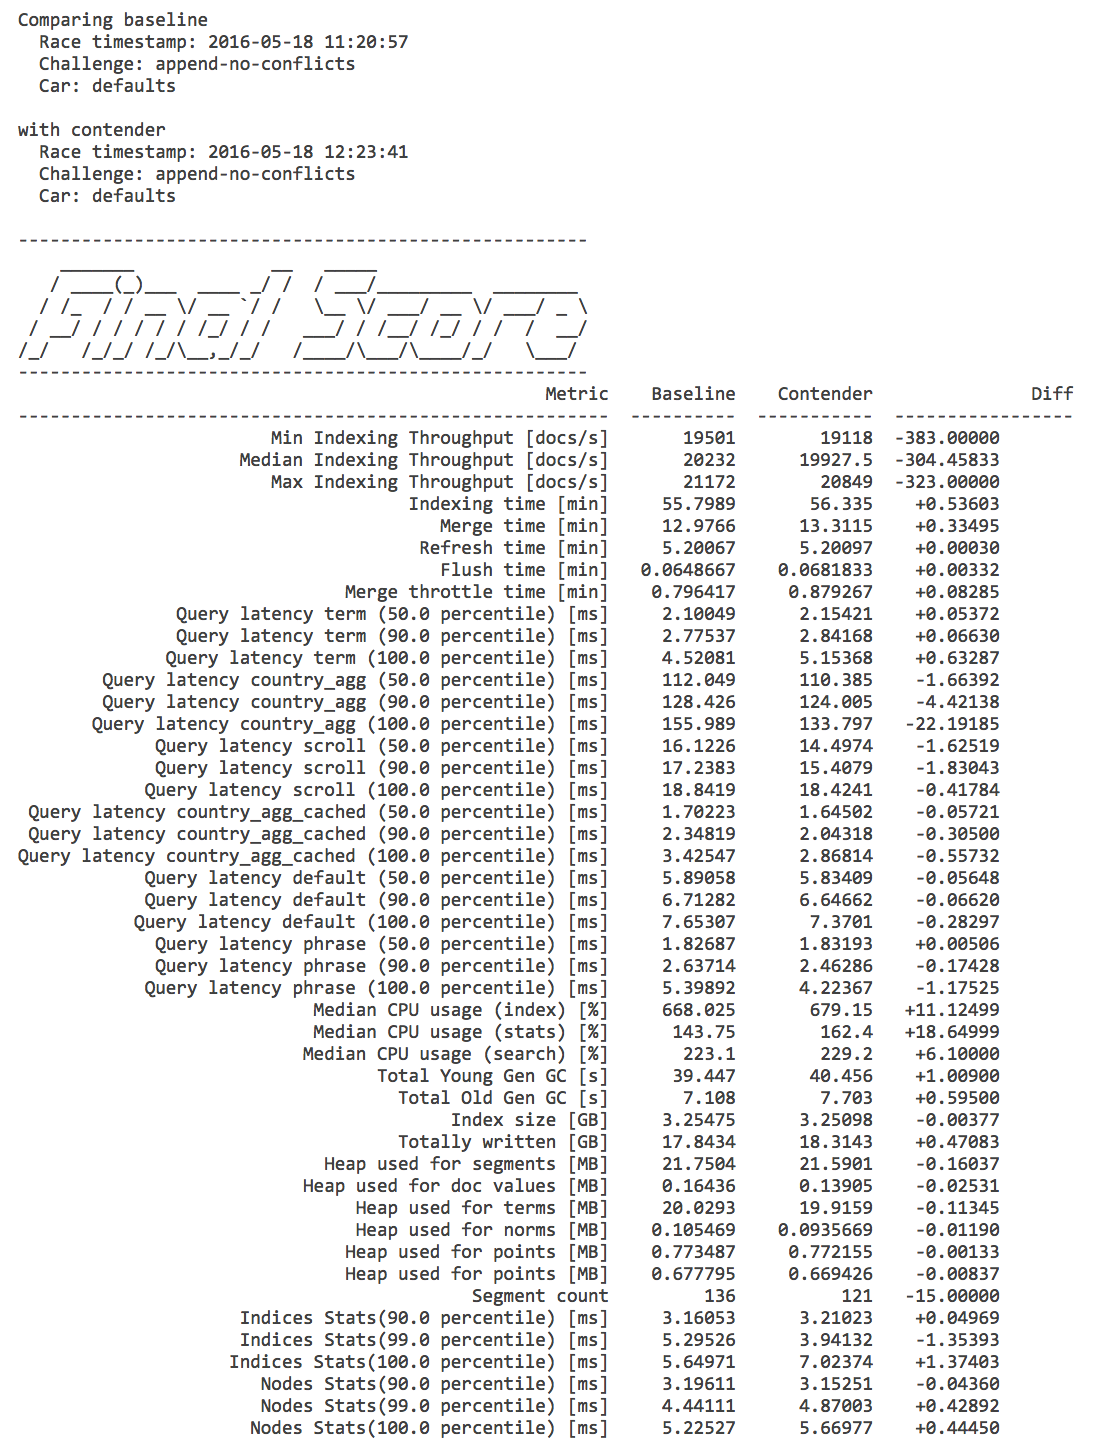 Comparing baseline
  Race timestamp: 2016-05-18 11:20:57
  Challenge: append-no-conflicts
  Car: defaults

with contender
  Race timestamp: 2016-05-18 12:23:41
  Challenge: append-no-conflicts
  Car: defaults

------------------------------------------------------
Final Score
------------------------------------------------------
Metric    Baseline    Contender    Diff
--------------------------------------------------------  ----------  -----------  -----------------
Min Indexing Throughput [docs/s]    19501    19118    -383.00000
Median Indexing Throughput [docs/s]    20232    19927.5    -304.45833
Max Indexing Throughput [docs/s]    21172    20849    -323.00000
Indexing time [min]    55.7989    56.335    +0.53603
Merge time [min]    12.9766    13.3115    +0.33495
Refresh time [min]    5.20067    5.20097    +0.00030
Flush time [min]    0.0648667    0.0681833    +0.00332
Merge throttle time [min]    0.796417    0.879267    +0.08285
Query latency term (50.0 percentile) [ms]    2.10049    2.15421    +0.05372
Query latency term (90.0 percentile) [ms]    2.77537    2.84168    +0.06630
Query latency term (100.0 percentile) [ms]    4.52081    5.15368    +0.63287
Query latency country_agg (50.0 percentile) [ms]    112.049    110.385    -1.66392
Query latency country_agg (90.0 percentile) [ms]    128.426    124.005    -4.42138
Query latency country_agg (100.0 percentile) [ms]    155.989    133.797    -22.19185
Query latency scroll (50.0 percentile) [ms]    16.1226    14.4974    -1.62519
Query latency scroll (90.0 percentile) [ms]    17.2383    15.4079    -1.83043
Query latency scroll (100.0 percentile) [ms]    18.8419    18.4241    -0.41784
Query latency country_agg_cached (50.0 percentile) [ms]    1.70223    1.64502    -0.05721
Query latency country_agg_cached (90.0 percentile) [ms]    2.34819    2.04318    -0.30500
Query latency country_agg_cached (100.0 percentile) [ms]    3.42547    2.86814    -0.55732
Query latency default (50.0 percentile) [ms]    5.89058    5.83409    -0.05648
Query latency default (90.0 percentile) [ms]    6.71282    6.64662    -0.06620
Query latency default (100.0 percentile) [ms]    7.65307    7.3701    -0.28297
Query latency phrase (50.0 percentile) [ms]    1.82687    1.83193    +0.00506
Query latency phrase (90.0 percentile) [ms]    2.63714    2.46286    -0.17428
Query latency phrase (100.0 percentile) [ms]    5.39892    4.22367    -1.17525
Median CPU usage (index) [%]    668.025    679.15    +11.12499
Median CPU usage (stats) [%]    143.75    162.4    +18.64999
Median CPU usage (search) [%]    223.1    229.2    +6.10000
Total Young Gen GC [s]    39.447    40.456    +1.00900
Total Old Gen GC [s]    7.108    7.703    +0.59500
Index size [GB]    3.25475    3.25098    -0.00377
Totally written [GB]    17.8434    18.3143    +0.47083
Heap used for segments [MB]    21.7504    21.5901    -0.16037
Heap used for doc values [MB]    0.16436    0.13905    -0.02531
Heap used for terms [MB]    20.0293    19.9159    -0.11345
Heap used for norms [MB]    0.105469    0.0935669    -0.01190
Heap used for points [MB]    0.773487    0.772155    -0.00133
Heap used for points [MB]    0.677795    0.669426    -0.00837
Segment count    136    121    -15.00000
Indices Stats(90.0 percentile) [ms]    3.16053    3.21023    +0.04969
Indices Stats(99.0 percentile) [ms]    5.29526    3.94132    -1.35393
Indices Stats(100.0 percentile) [ms]    5.64971    7.02374    +1.37403
Nodes Stats(90.0 percentile) [ms]    3.19611    3.15251    -0.04360
Nodes Stats(99.0 percentile) [ms]    4.44111    4.87003    +0.42892
Nodes Stats(100.0 percentile) [ms]    5.22527    5.66977    +0.44450